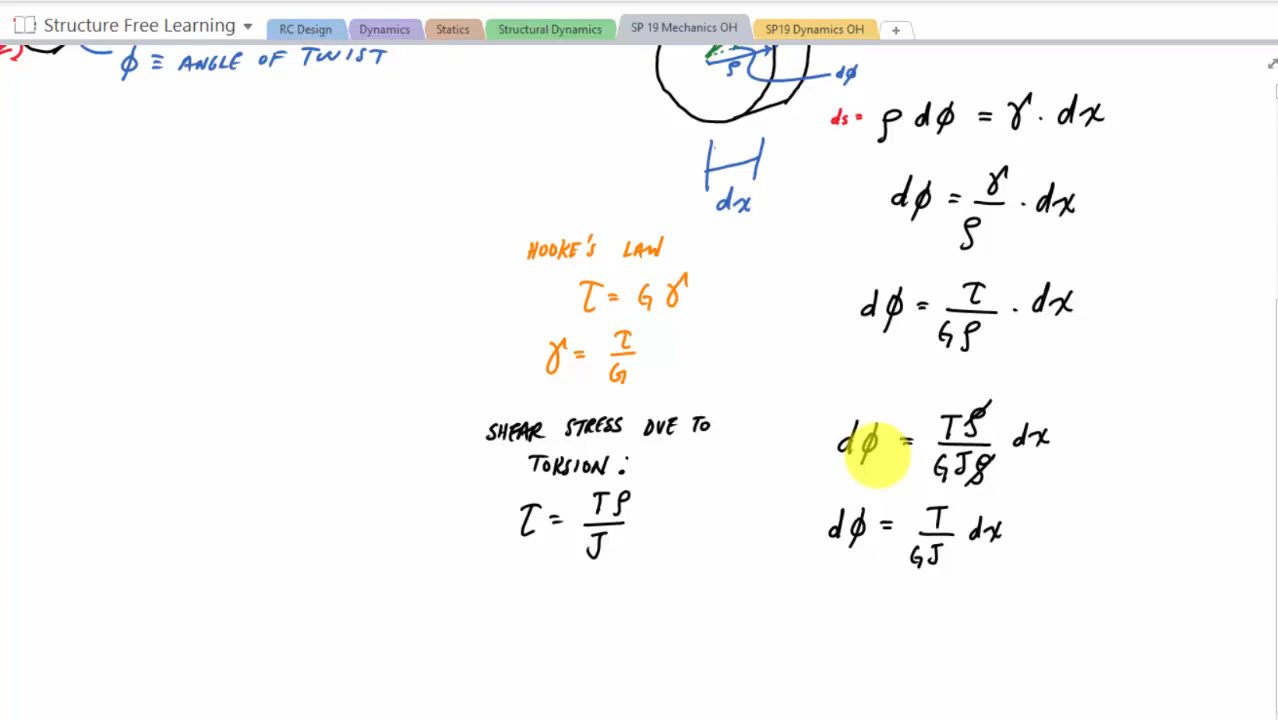 Structure Free Learning
RC Design Dynamics Statics Structural Dynamics SP 19 Mechanics OH SP19 Dynamics OH +
ϕ ≡ ANGLE OF TWIST
ρ
dϕ
dx
ds = ρ dϕ = γ · dx
dϕ = γ/ρ · dx
HOOKE'S LAW
τ = G γ
γ = τ/G
dϕ = τ/Gρ · dx
SHEAR STRESS DUE TO
TORSION :
τ = Tρ/J
dϕ = Tρ/GJρ dx
dϕ = T/GJ dx